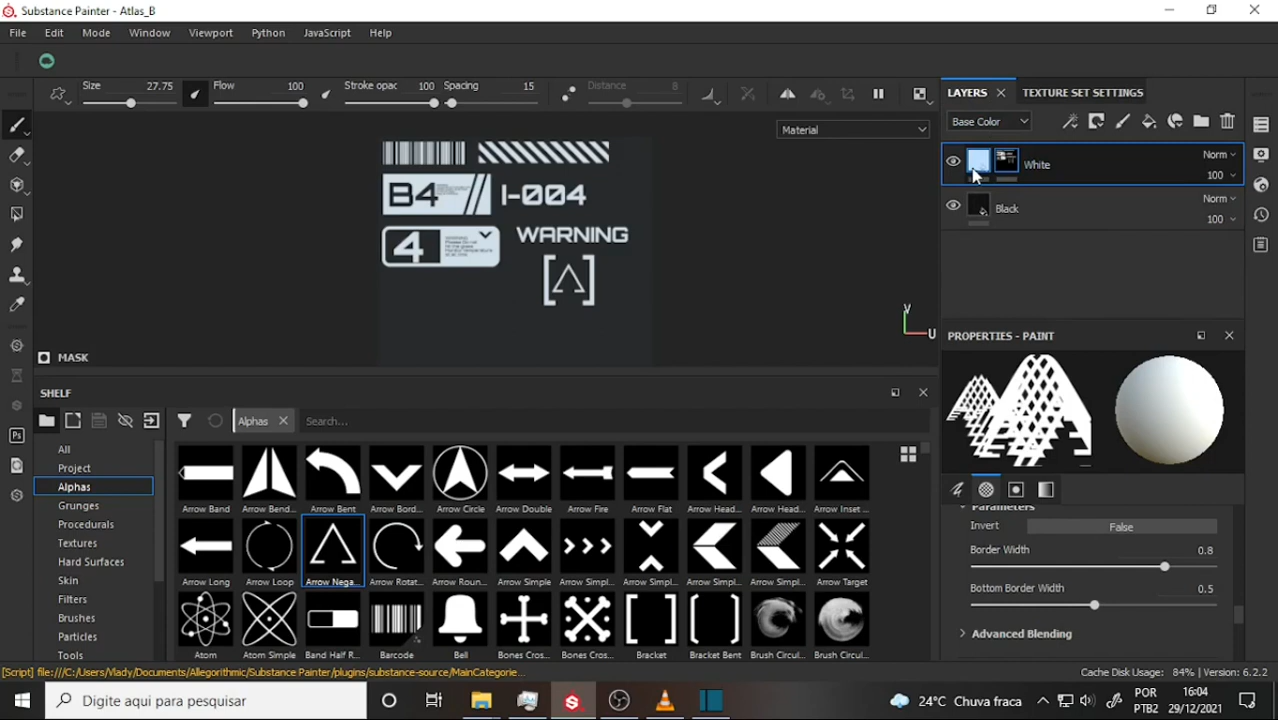 Substance Painter - Atlas_B
File Edit Mode Window Viewport Python JavaScript Help
Size 27.75 Flow 100 Stroke opac 100 Spacing 15 Distance 8
LAYERS TEXTURE SET SETTINGS
Base Color
Material
B4 I-004
WARNING
4
White Norm 100
Black Norm 100
V
U
MASK
PROPERTIES - PAINT
SHELF
Alphas Search...
Ps
All
Project
Alphas
Grunges
Procedurals
Textures
Hard Surfaces
Skin
Filters
Brushes
Particles
Tools
Arrow Band Arrow Bend... Arrow Bent Arrow Bord... Arrow Circle Arrow Double Arrow Fire Arrow Flat Arrow Head... Arrow Head... Arrow Inset ...
Arrow Long Arrow Loop Arrow Nega... Arrow Rotat... Arrow Roun... Arrow Simple Arrow Simpl... Arrow Simpl... Arrow Simpl... Arrow Simpl... Arrow Target
Atom Atom Simple Band Half R... Barcode Bell Bones Cros... Bones Cros... Bracket Bracket Bent Brush Circul... Brush Circul...
Parameters
Invert False
Border Width 0.8
Bottom Border Width 0.5
Advanced Blending
[Script] file:///C:/Users/Vlady/Documents/Allegorithmic/Substance Painter/plugins/substance-source/MainCategorie...
Cache Disk Usage: 84% | Version: 6.2.2
Digite aqui para pesquisar
24°C Chuva fraca
POR
PTB2
16:04
29/12/2021